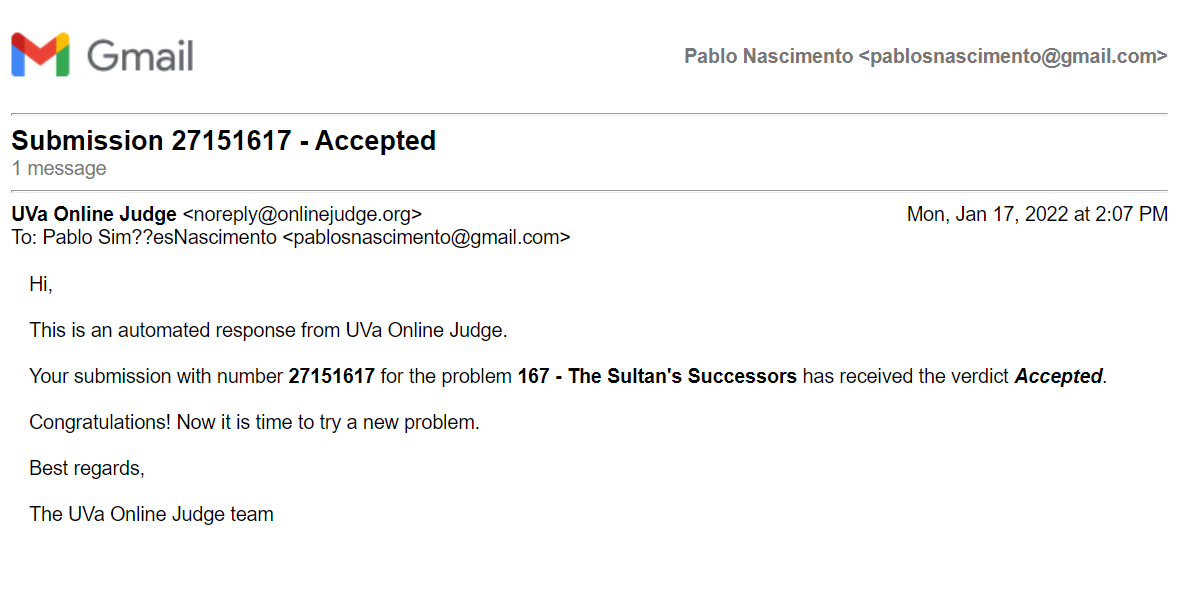 Gmail
Pablo Nascimento <pablosnascimento@gmail.com>
Submission 27151617 - Accepted
1 message
UVa Online Judge <noreply@onlinejudge.org>
Mon, Jan 17, 2022 at 2:07 PM
To: Pablo Sim??esNascimento <pablosnascimento@gmail.com>
Hi,
This is an automated response from UVa Online Judge.
Your submission with number 27151617 for the problem 167 - The Sultan's Successors has received the verdict Accepted.
Congratulations! Now it is time to try a new problem.
Best regards,
The UVa Online Judge team